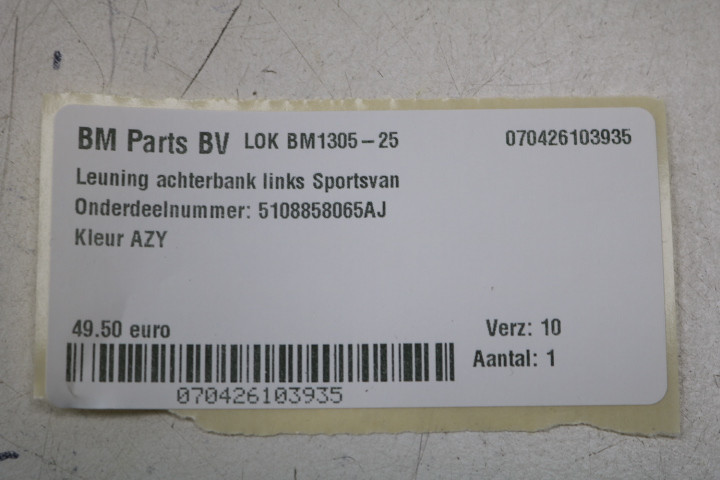 BM Parts BV LOK BM1305-25 070426103935
Leuning achterbank links Sportsvan
Onderdeelnummer: 5108858065AJ
Kleur AZY
49.50 euro Verz: 10
Aantal: 1
070426103935